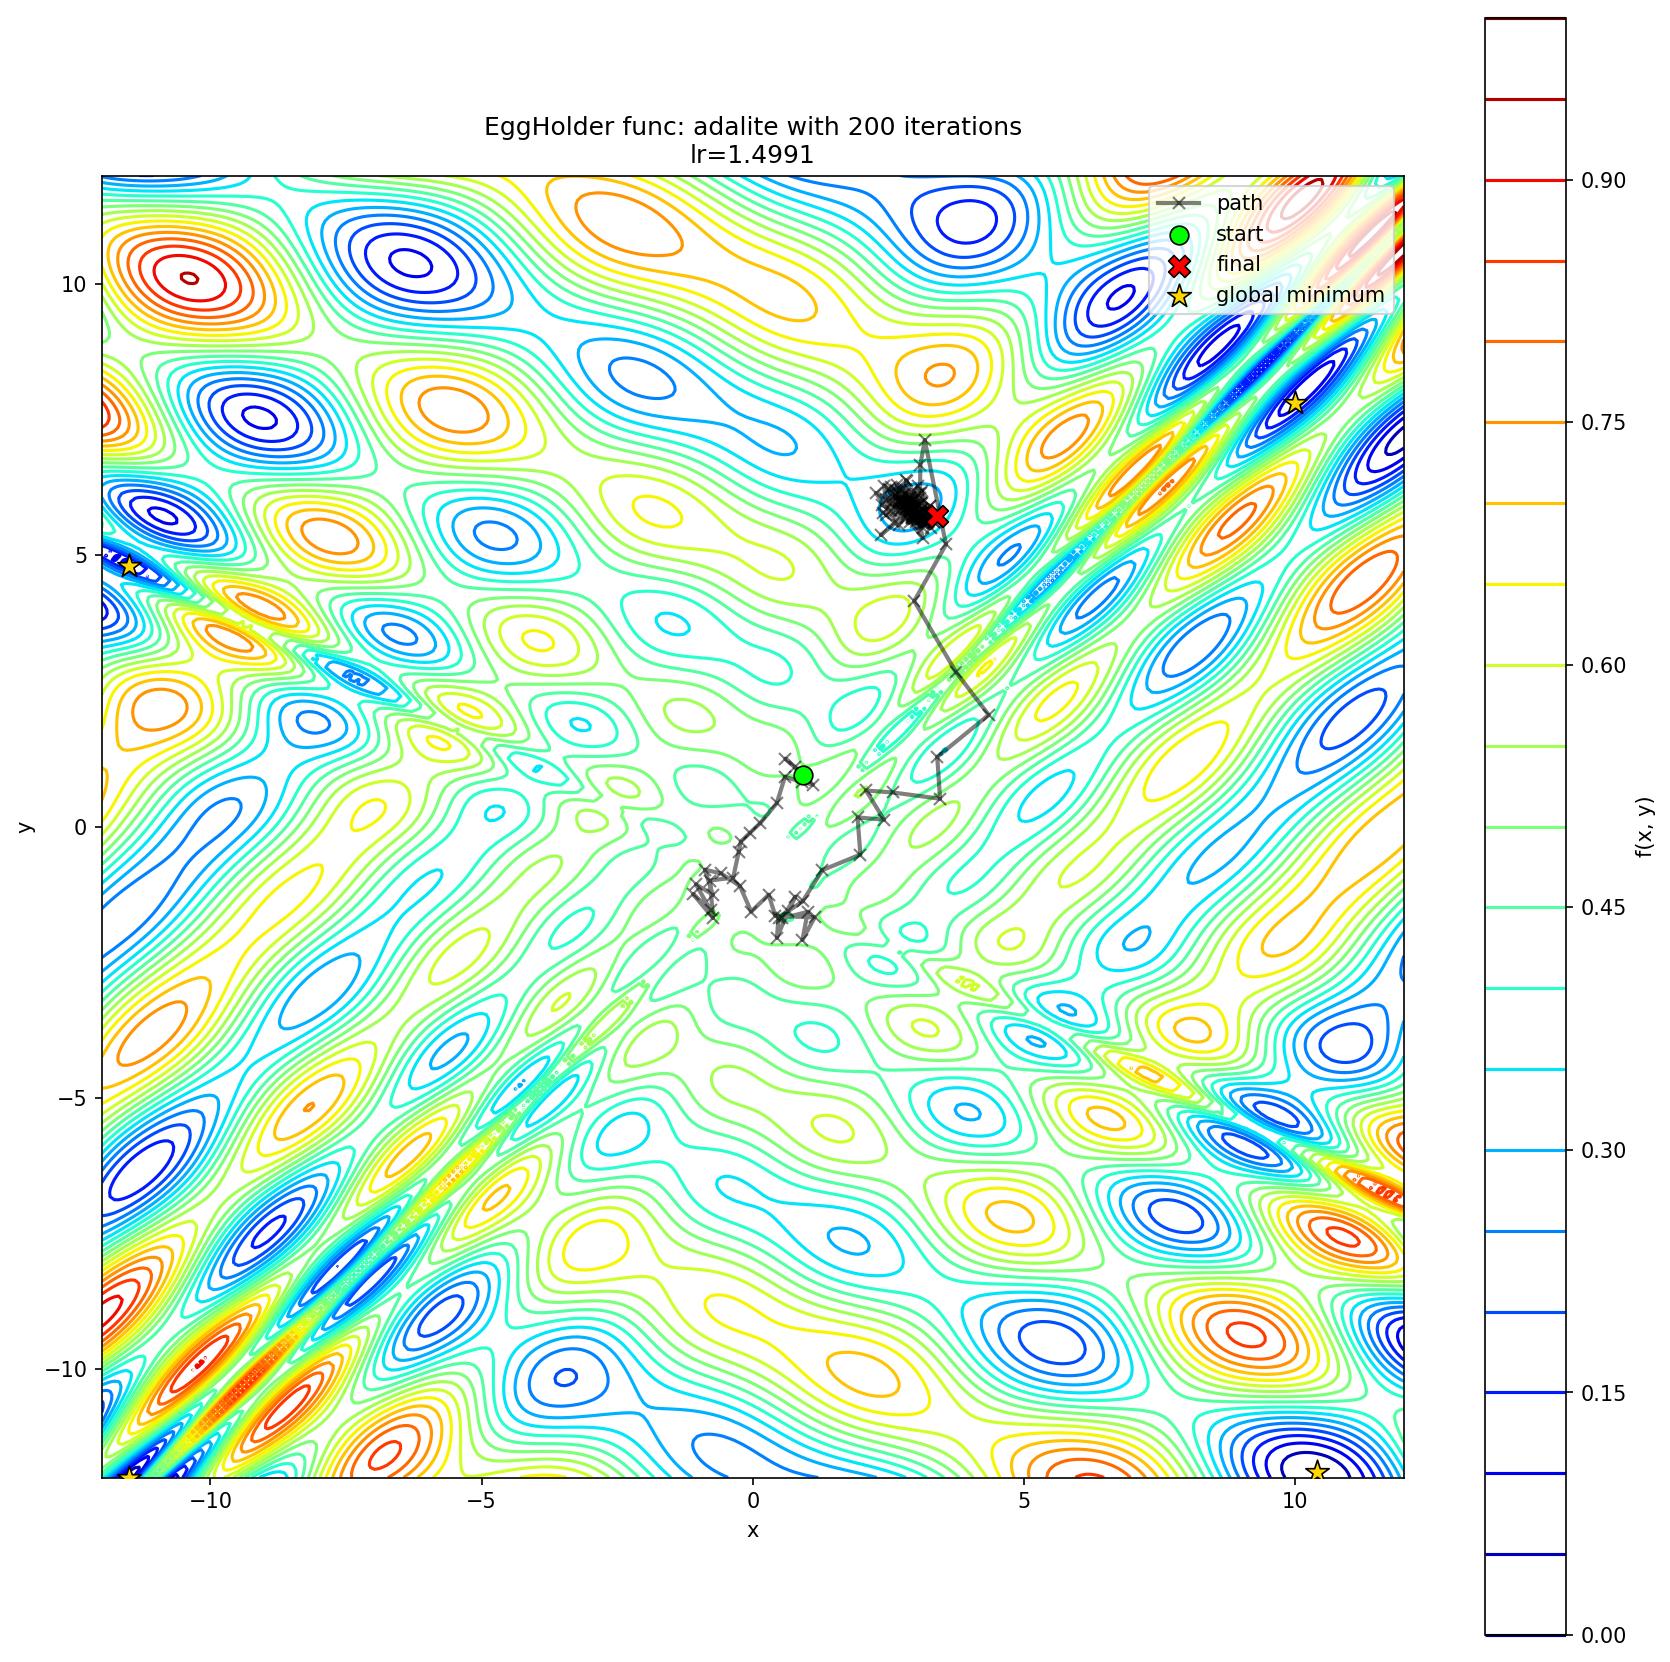 EggHolder func: adalite with 200 iterations
lr=1.4991
path
start
final
global minimum
10
5
0
−5
−10
−10
−5
0
5
10
x
y
0.90
0.75
0.60
0.45
0.30
0.15
0.00
f(x, y)